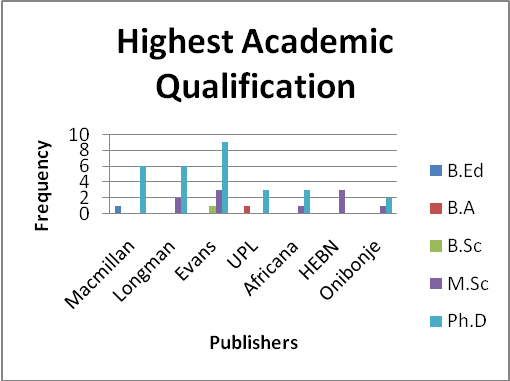 Highest Academic
Qualification
Frequency
10
8
6
4
2
0
Macmillan
Longman
Evans
UPL
Africana
HEBN
Onibonje
Publishers
B.Ed
B.A
B.Sc
M.Sc
Ph.D